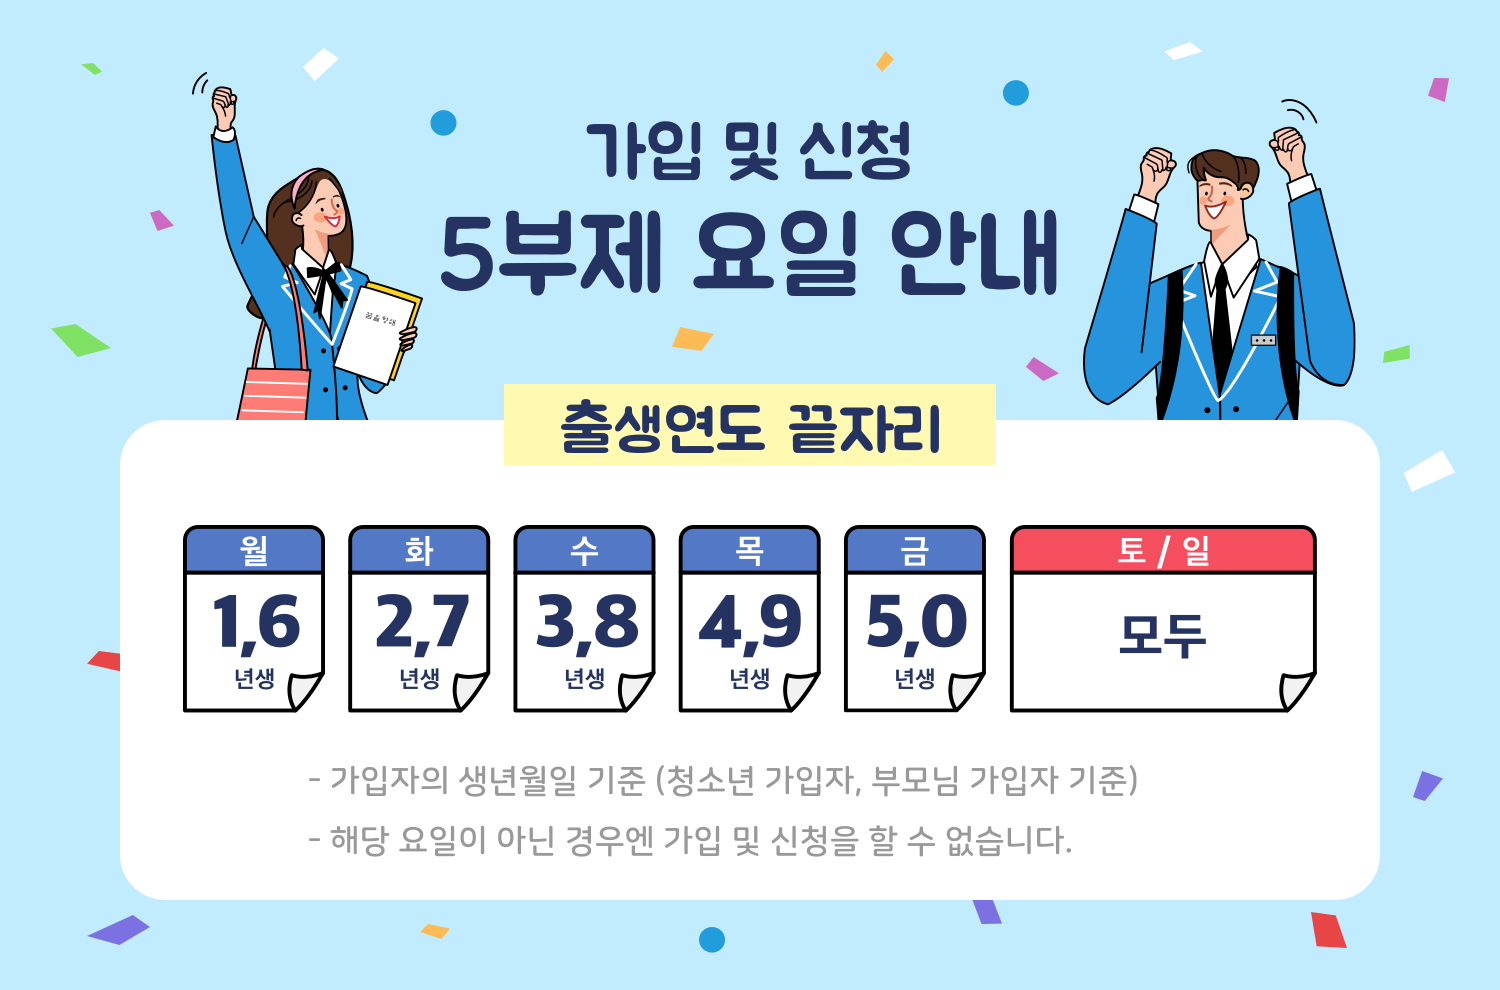 가입 및 신청
5부제 요일 안내
출생연도 끝자리
월 화 수 목 금 토 / 일
1,6 2,7 3,8 4,9 5,0 모두
년생 년생 년생 년생 년생
- 가입자의 생년월일 기준 (청소년 가입자, 부모님 가입자 기준)
- 해당 요일이 아닌 경우엔 가입 및 신청을 할 수 없습니다.